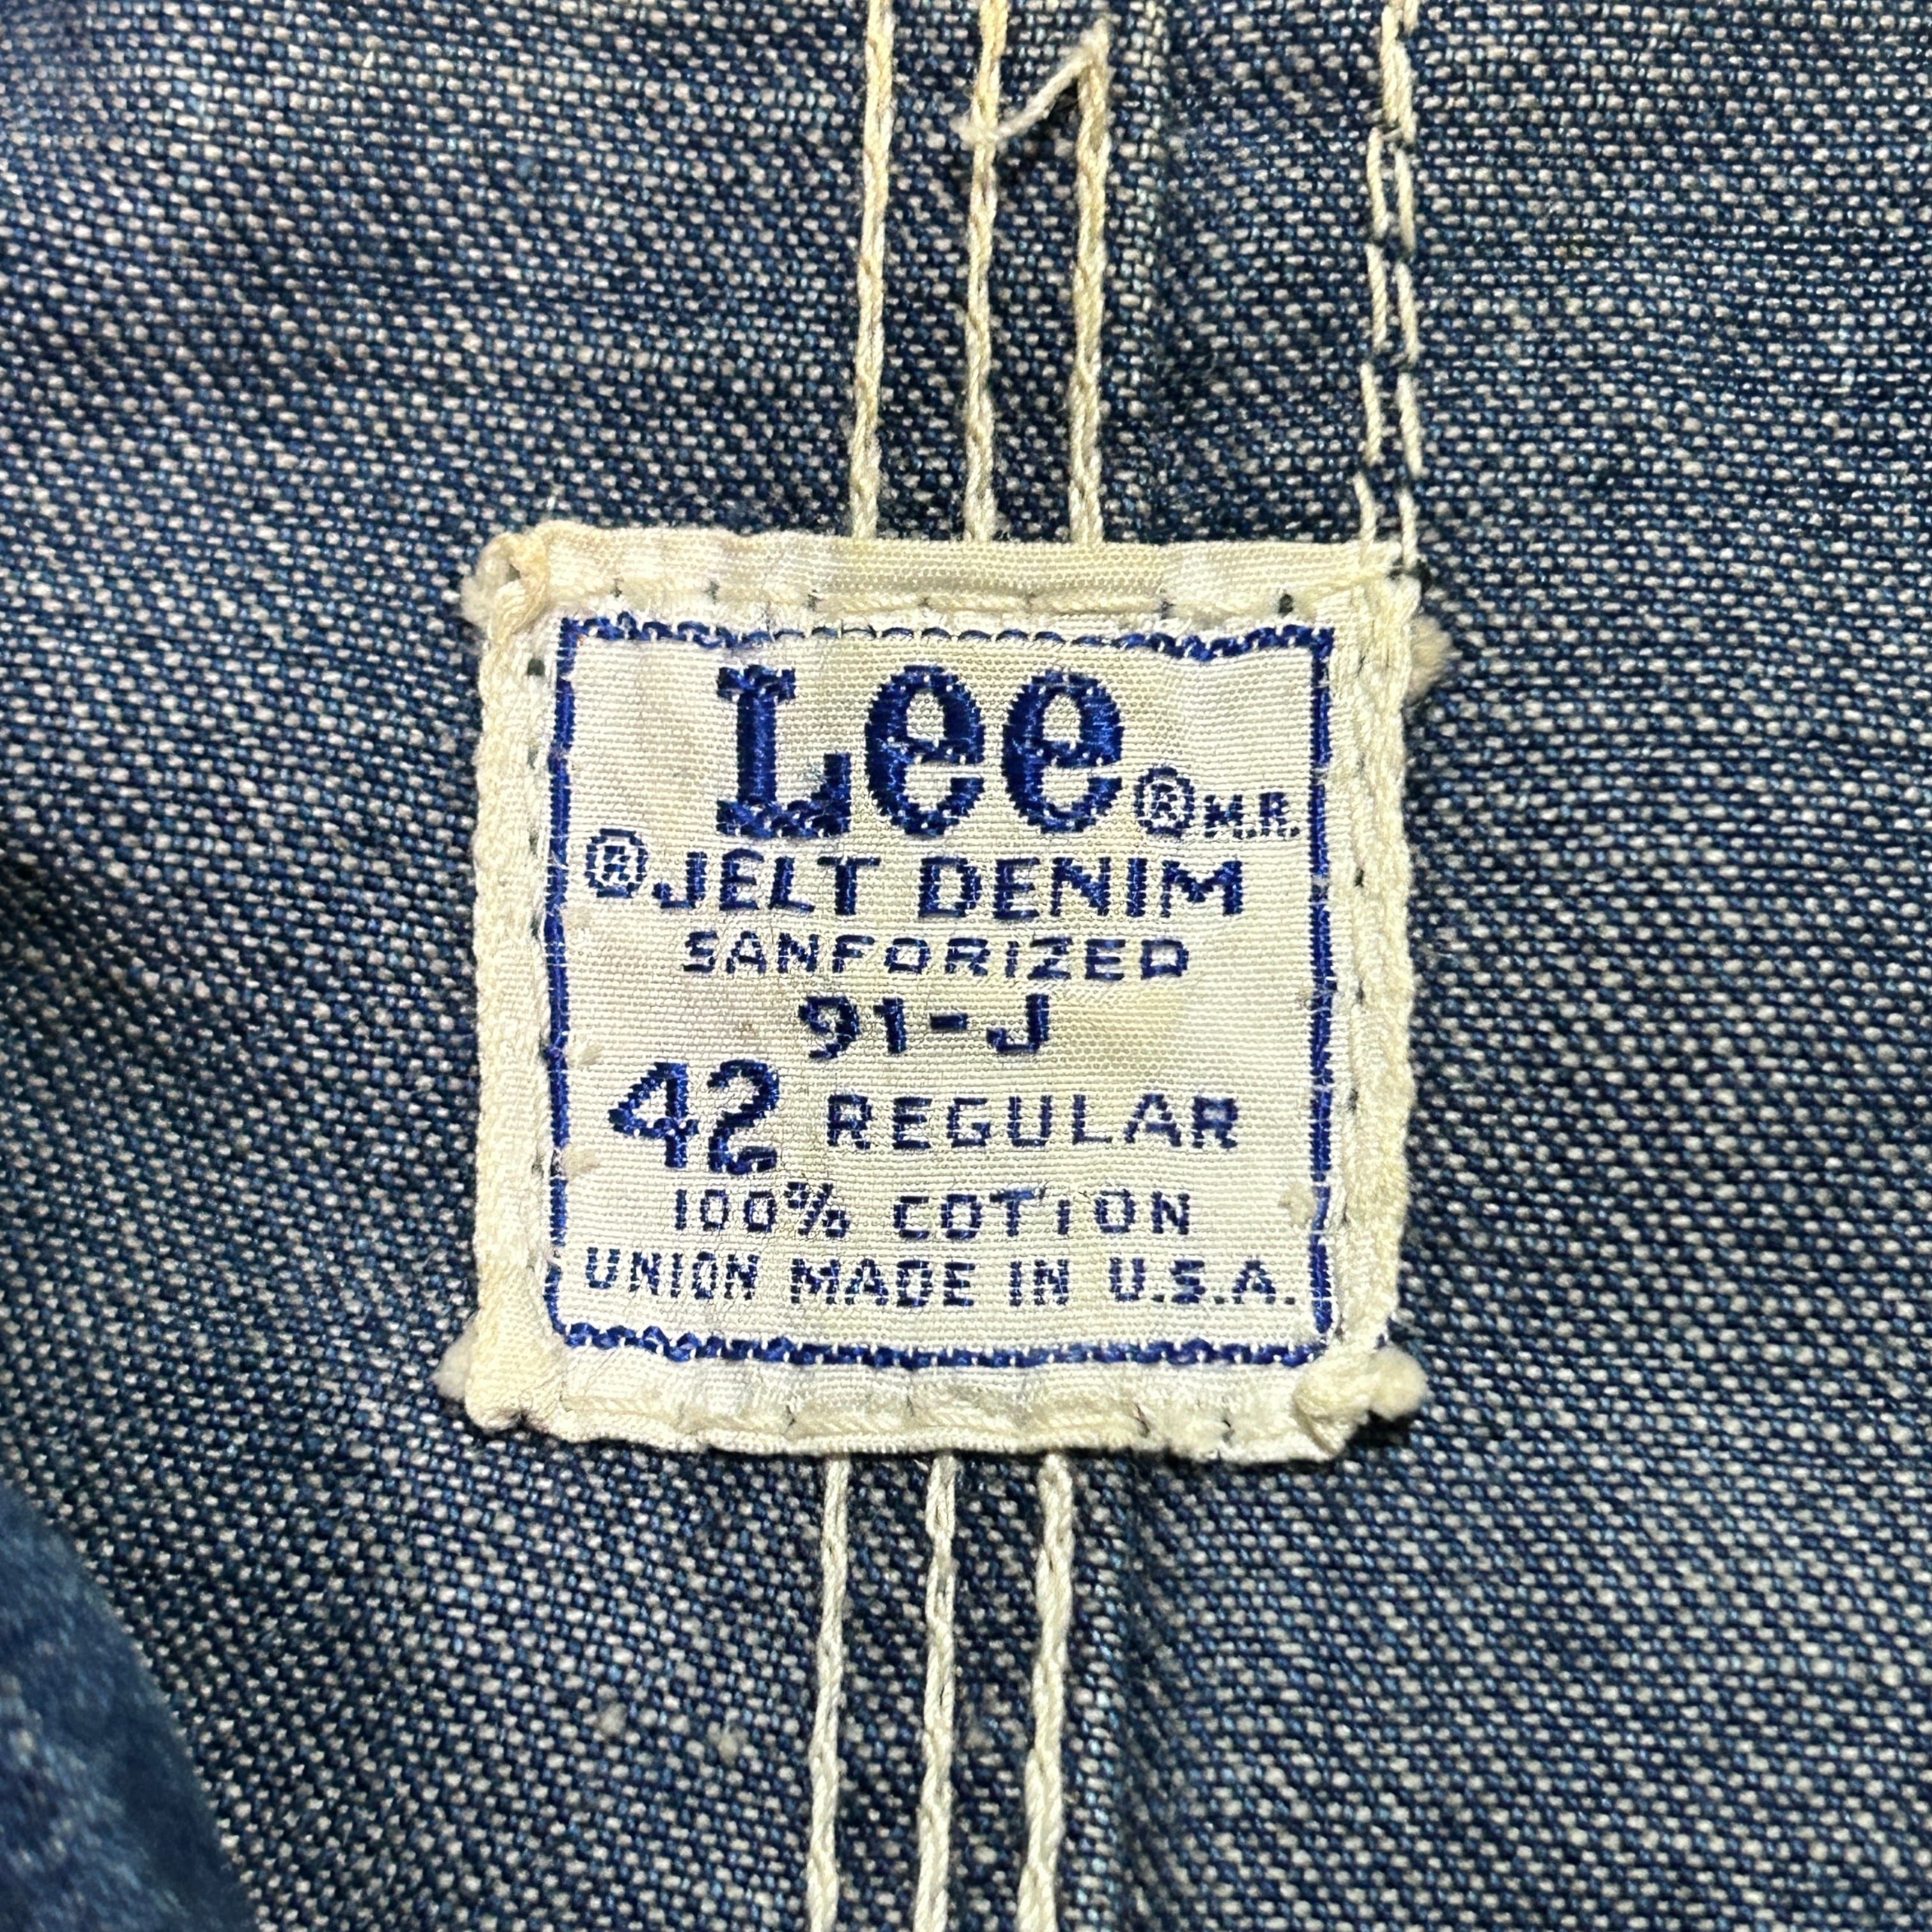 Lee ® M.R.
® JELT DENIM
SANFORIZED
91-J
42 REGULAR
100% COTTON
UNION MADE IN U.S.A.